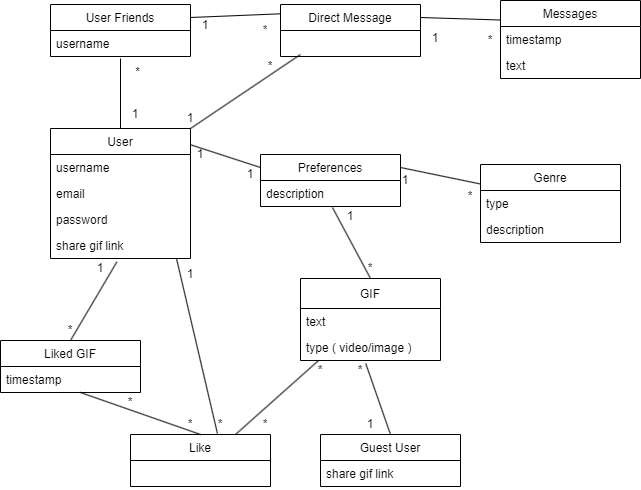 User Friends
username
1
*
Direct Message
1
*
Messages
timestamp
text
*
1
*
1
User
username
email
password
share gif link
1
1
Preferences
description
1
*
Genre
type
description
1
*
GIF
text
type ( video/image )
1
*
Liked GIF
timestamp
1
*
*
*
*
*
Like
*
1
Guest User
share gif link